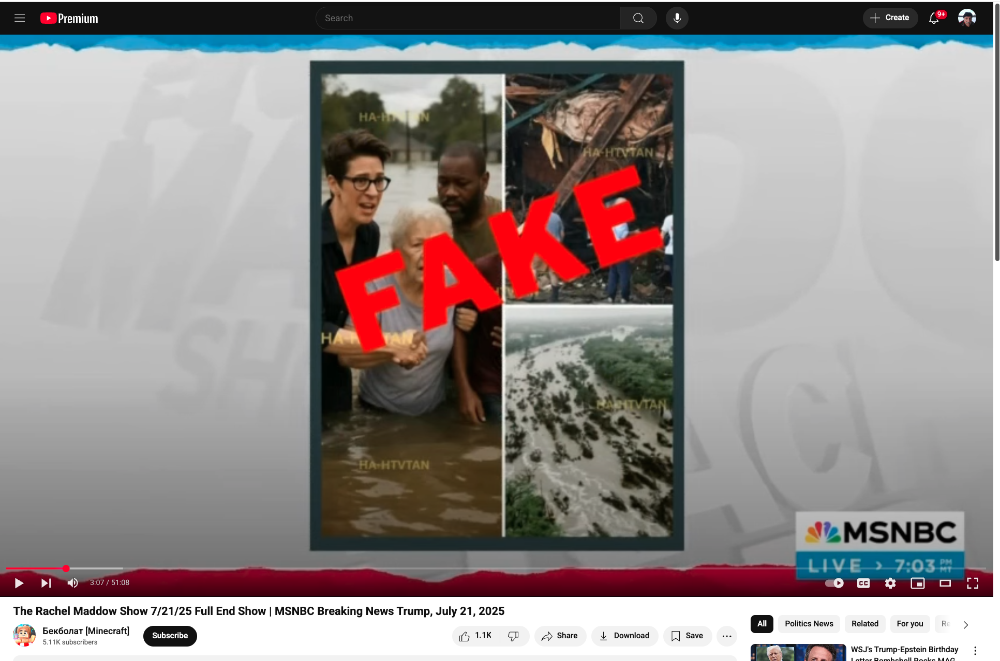 Premium
Search
Create
9+
HA-HTVTAN
HA-HTVTAN
FAKE
HA-HTVTAN
HA-HTVTAN
HA-HTVTAN
MSNBC
LIVE > 7:03 PM MT
3:07 / 51:08
CC
The Rachel Maddow Show 7/21/25 Full End Show | MSNBC Breaking News Trump, July 21, 2025
Бекболат [Minecraft]
5.11K subscribers
Subscribe
1.1K
Share
Download
Save
All
Politics News
Related
For you
Re
WSJ's Trump-Epstein Birthday
Letter Bombshell Rocks MAG